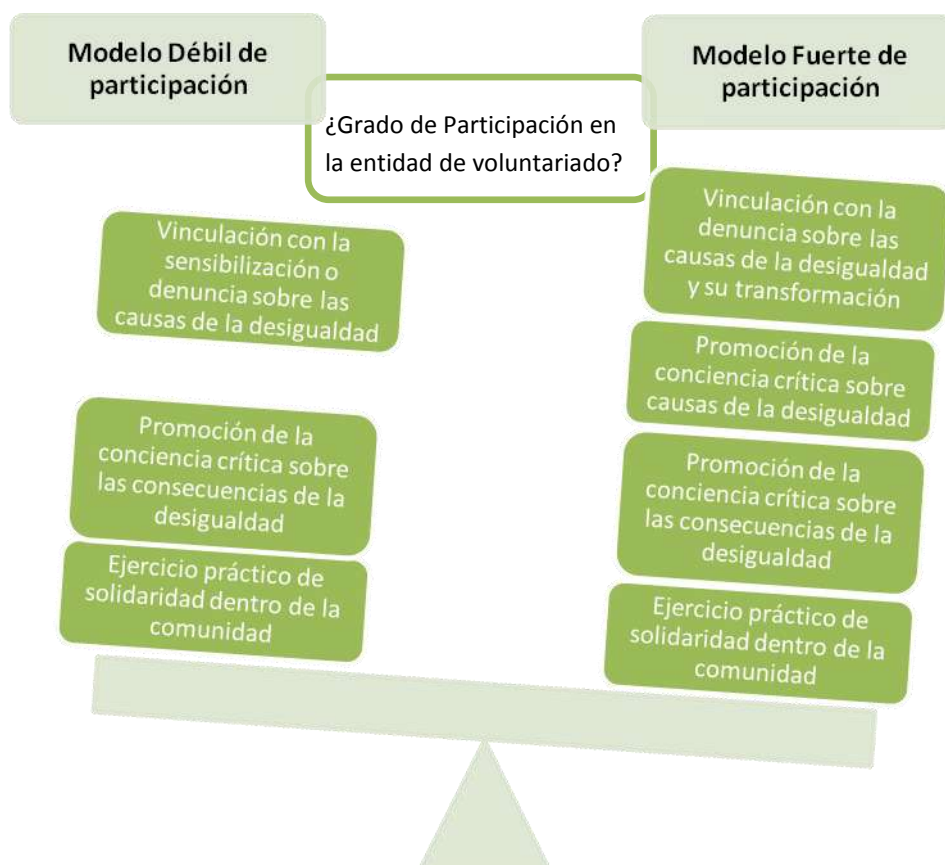 Modelo Débil de
participación
Modelo Fuerte de
participación
¿Grado de Participación en
la entidad de voluntariado?
Vinculación con la
sensibilización o
denuncia sobre las
causas de la desigualdad
Promoción de la
conciencia crítica sobre
las consecuencias de la
desigualdad
Ejercicio práctico de
solidaridad dentro de la
comunidad
Vinculación con la
denuncia sobre las
causas de la desigualdad
y su transformación
Promoción de la
conciencia crítica sobre
causas de la desigualdad
Promoción de la
conciencia crítica sobre
las consecuencias de la
desigualdad
Ejercicio práctico de
solidaridad dentro de la
comunidad